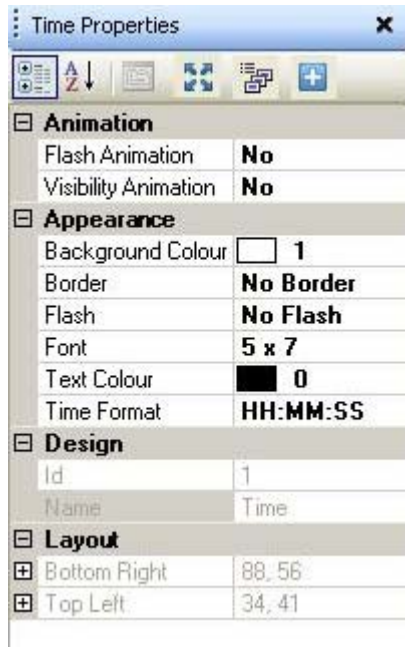 Time Properties
Animation
Flash Animation No
Visibility Animation No
Appearance
Background Colour 1
Border No Border
Flash No Flash
Font 5 x 7
Text Colour 0
Time Format HH:MM:SS
Design
Id 1
Name Time
Layout
Bottom Right 88, 56
Top Left 34, 41